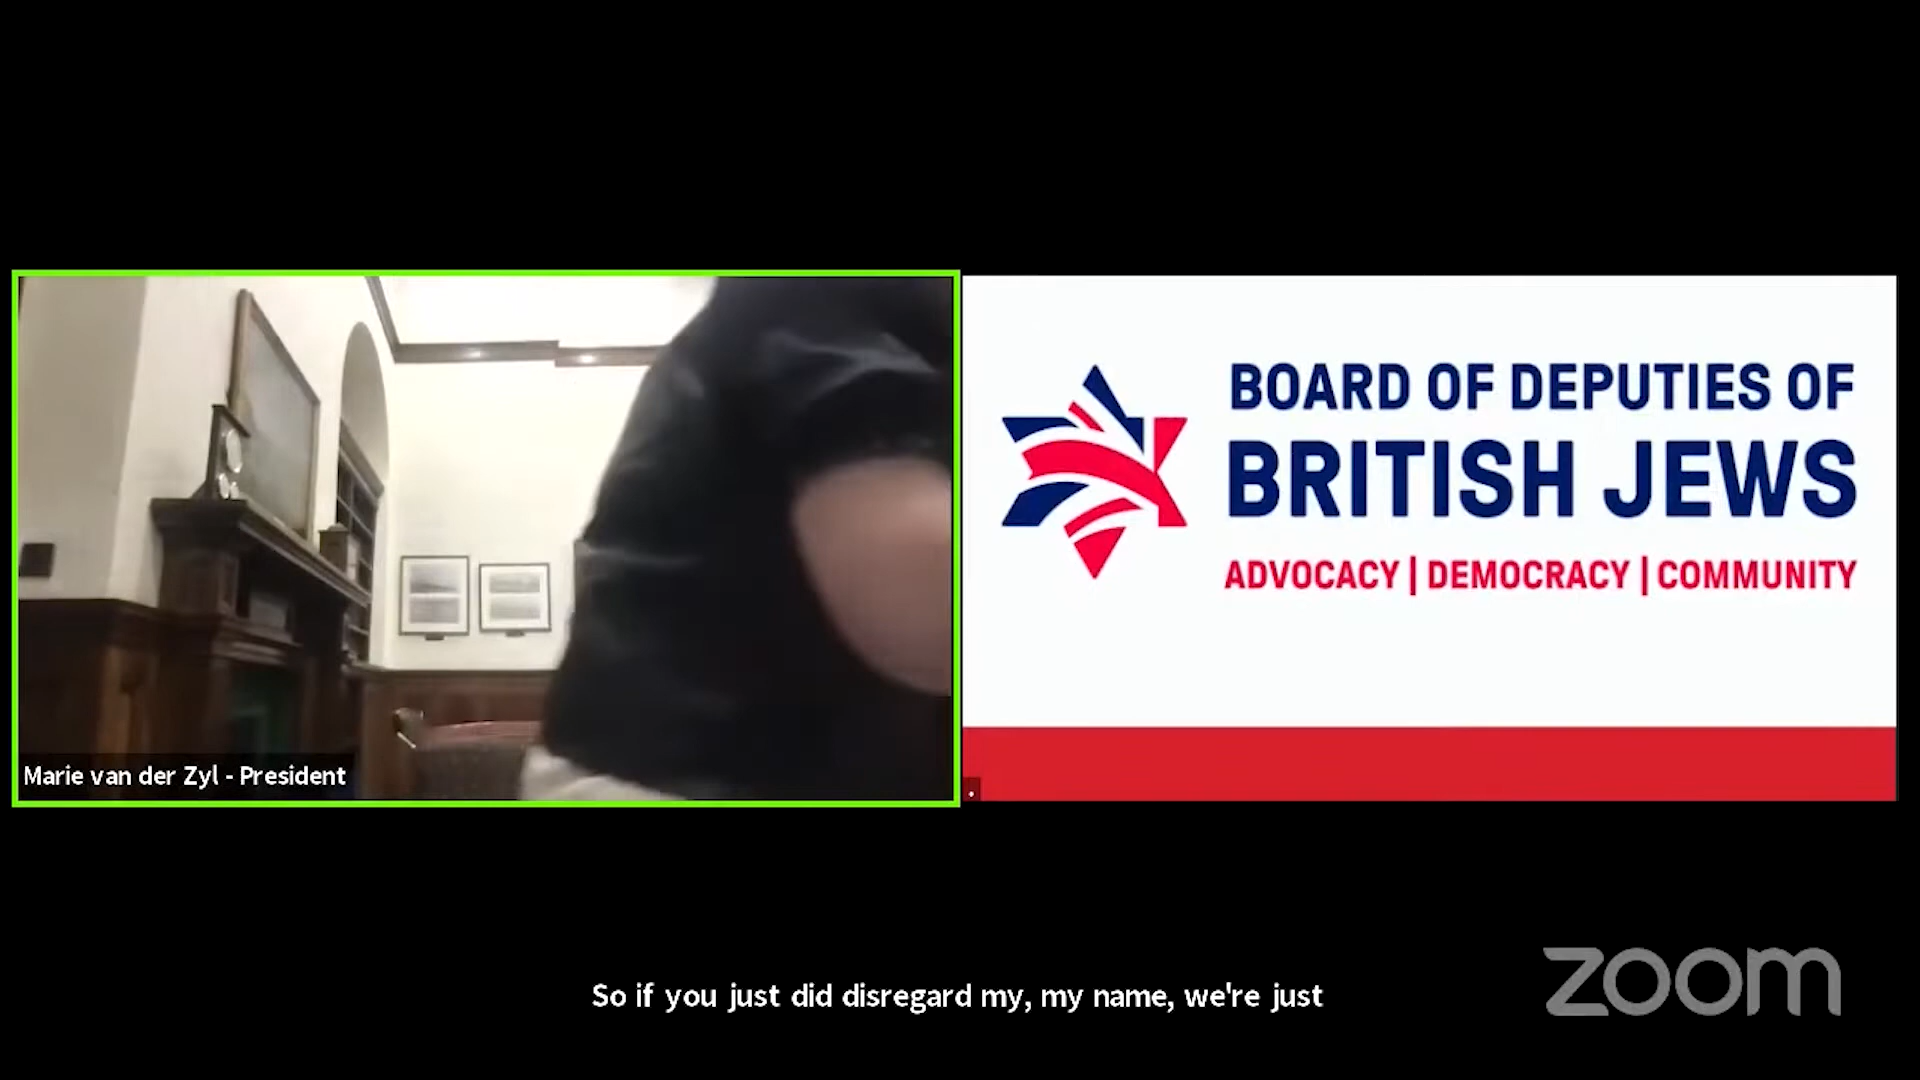 BOARD OF DEPUTIES OF
BRITISH JEWS
ADVOCACY | DEMOCRACY | COMMUNITY
Marie van der Zyl - President
.
So if you just did disregard my, my name, we're just
zoom